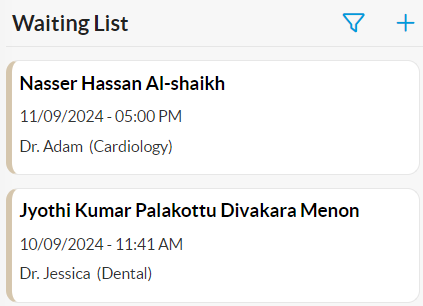 Waiting List
Nasser Hassan Al-shaikh
11/09/2024 - 05:00 PM
Dr. Adam (Cardiology)
Jyothi Kumar Palakottu Divakara Menon
10/09/2024 - 11:41 AM
Dr. Jessica (Dental)